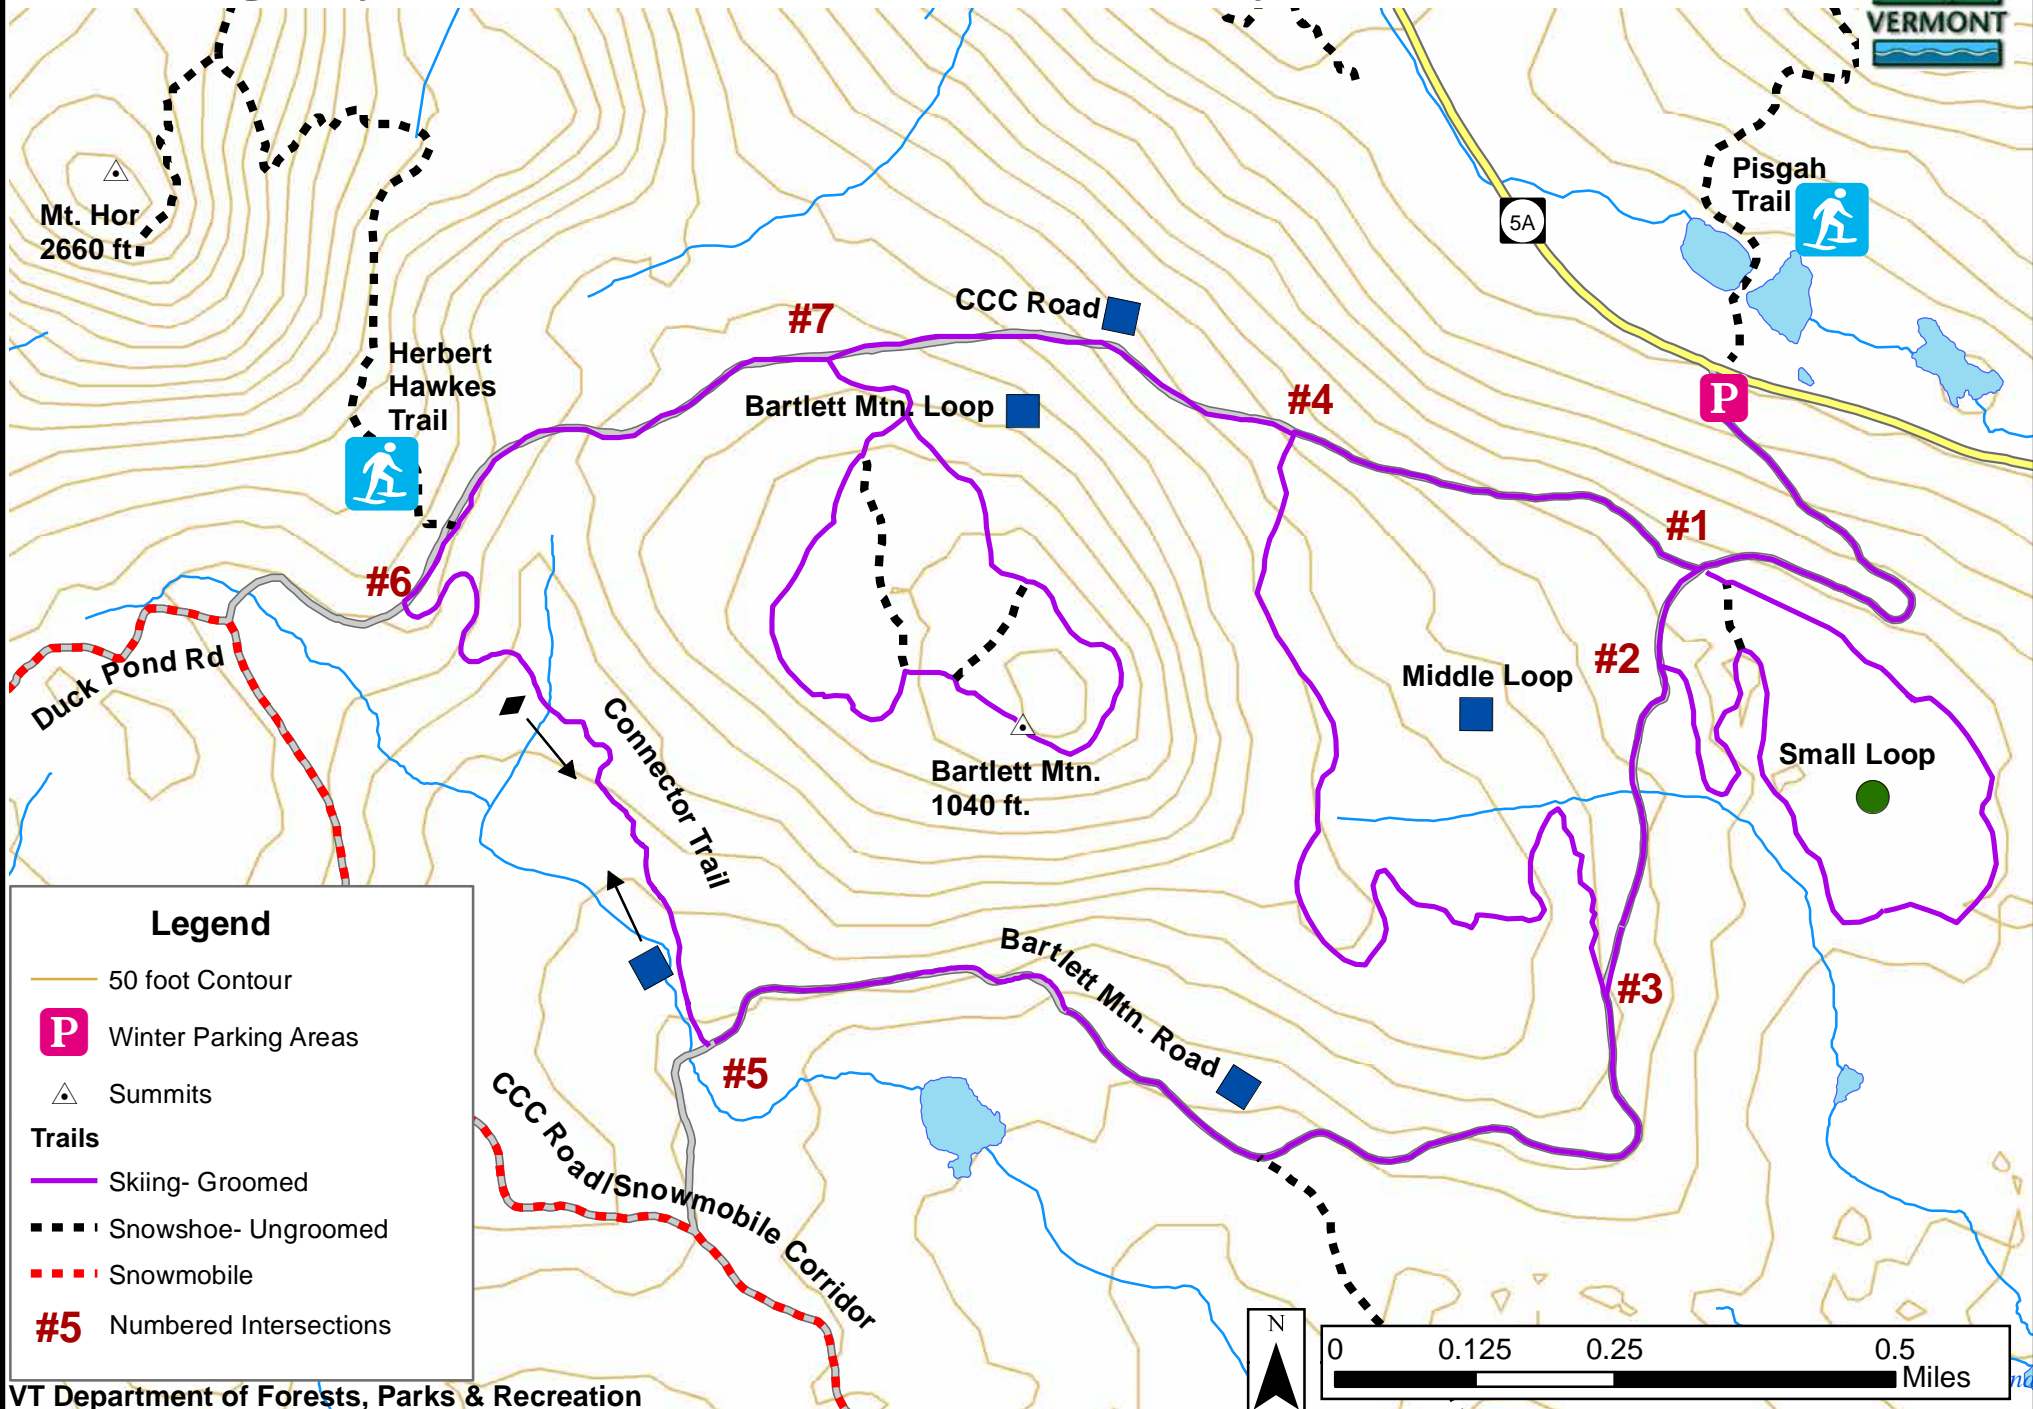 VERMONT
Pisgah
Trail
5A
Mt. Hor
2660 ft
CCC Road
#7
Herbert
Hawkes
Trail
Bartlett Mtn. Loop
#4
P
#1
#6
#2
Duck Pond Rd
Middle Loop
Connector Trail
Small Loop
Bartlett Mtn.
1040 ft.
Bartlett Mtn. Road
#3
#5
CCC Road/Snowmobile Corridor
Legend
50 foot Contour
P Winter Parking Areas
Summits
Trails
Skiing- Groomed
Snowshoe- Ungroomed
Snowmobile
#5 Numbered Intersections
N
0 0.125 0.25 0.5
Miles
VT Department of Forests, Parks & Recreation